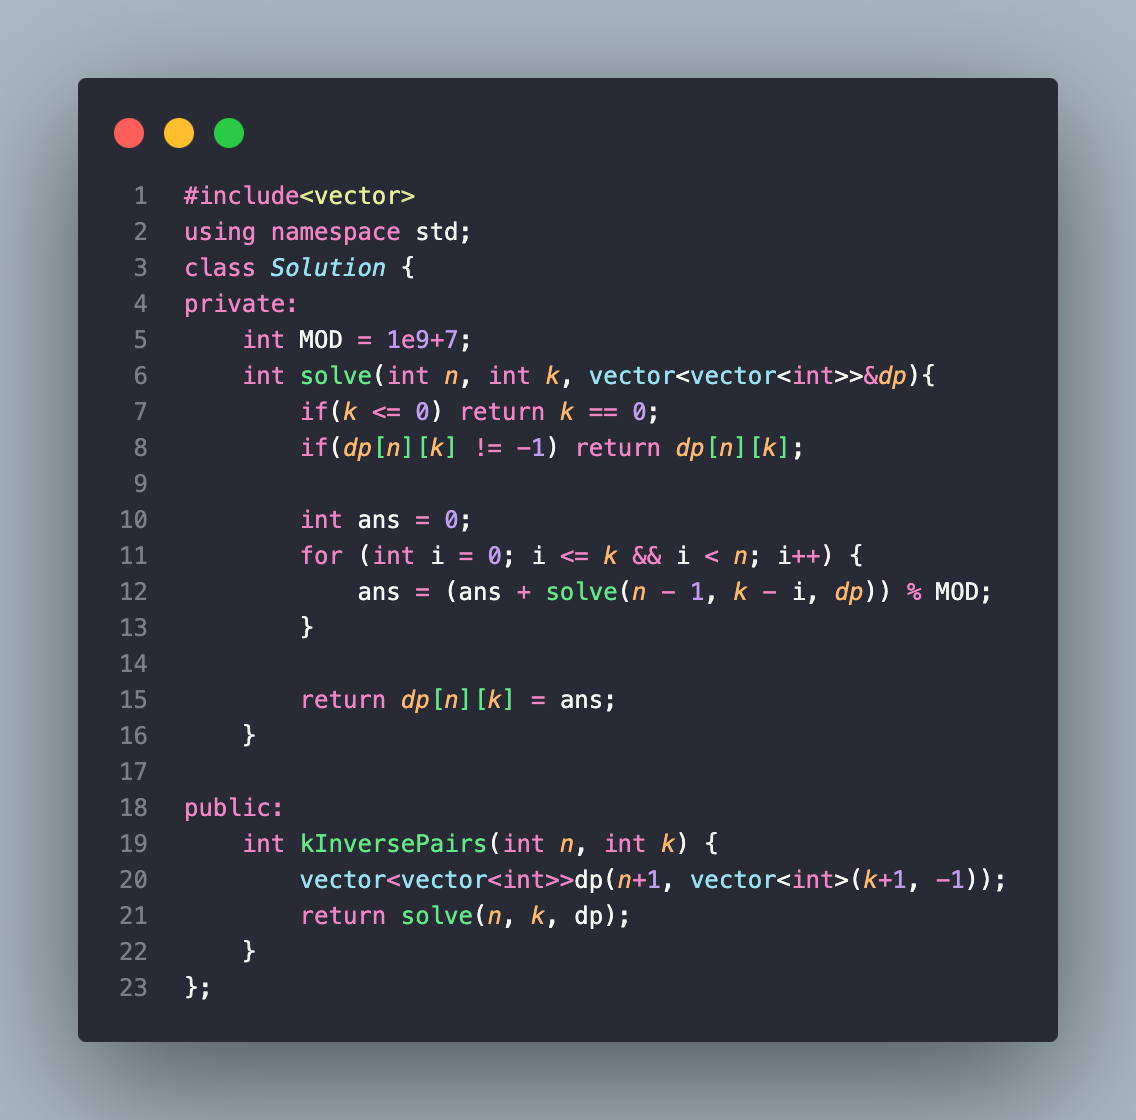 1 #include<vector>
2 using namespace std;
3 class Solution {
4 private:
5     int MOD = 1e9+7;
6     int solve(int n, int k, vector<vector<int>>&dp){
7         if(k <= 0) return k == 0;
8         if(dp[n][k] != -1) return dp[n][k];
9
10         int ans = 0;
11         for (int i = 0; i <= k && i < n; i++) {
12             ans = (ans + solve(n - 1, k - i, dp)) % MOD;
13         }
14
15         return dp[n][k] = ans;
16     }
17
18 public:
19     int kInversePairs(int n, int k) {
20         vector<vector<int>>dp(n+1, vector<int>(k+1, -1));
21         return solve(n, k, dp);
22     }
23 };